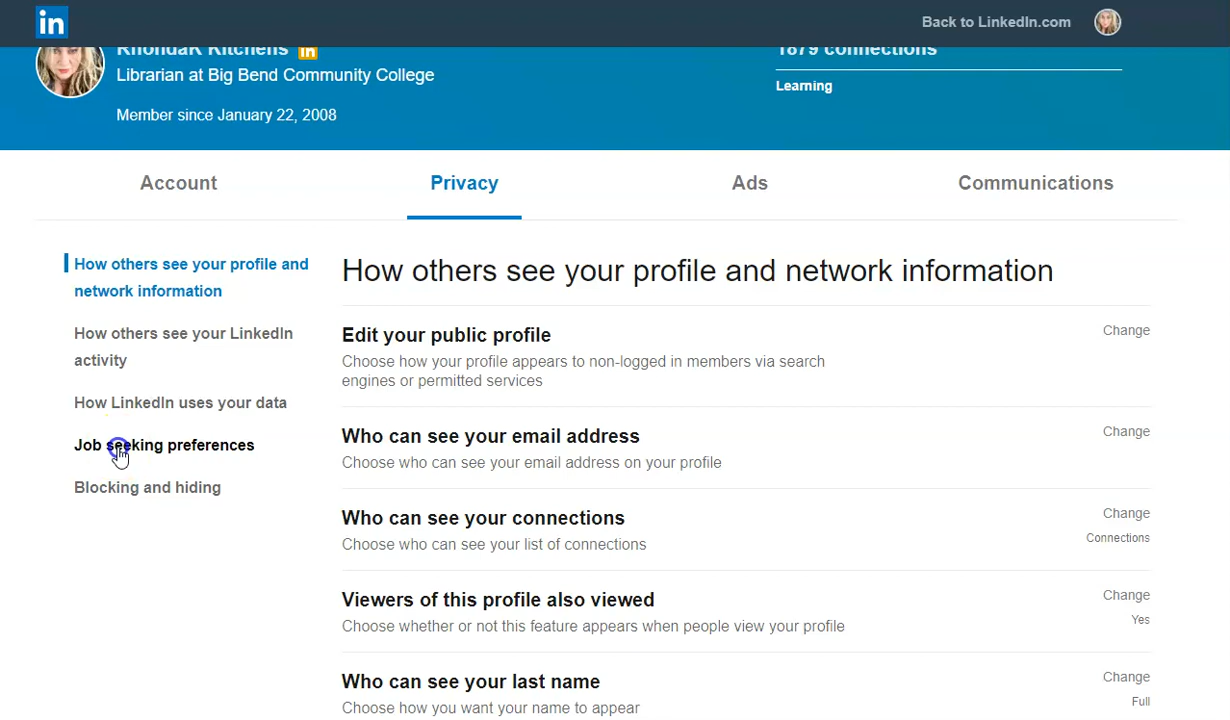 in
Back to LinkedIn.com
RhondaK Kitchens in
1879 connections
Librarian at Big Bend Community College
Learning
Member since January 22, 2008
Account
Privacy
Ads
Communications
How others see your profile and
network information
How others see your LinkedIn
activity
How LinkedIn uses your data
Job seeking preferences
Blocking and hiding
How others see your profile and network information
Edit your public profile
Change
Choose how your profile appears to non-logged in members via search
engines or permitted services
Who can see your email address
Change
Choose who can see your email address on your profile
Who can see your connections
Change
Choose who can see your list of connections
Connections
Viewers of this profile also viewed
Change
Choose whether or not this feature appears when people view your profile
Yes
Who can see your last name
Change
Choose how you want your name to appear
Full